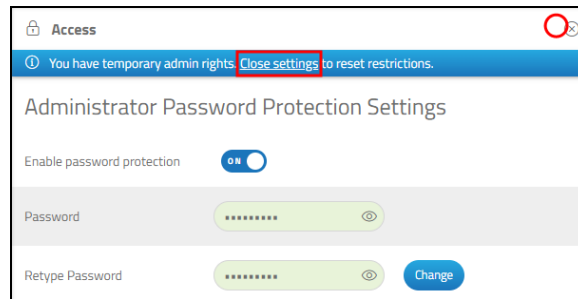 Access
You have temporary admin rights. Close settings to reset restrictions.
Administrator Password Protection Settings
Enable password protection ON
Password •••••••••
Retype Password ••••••••• Change